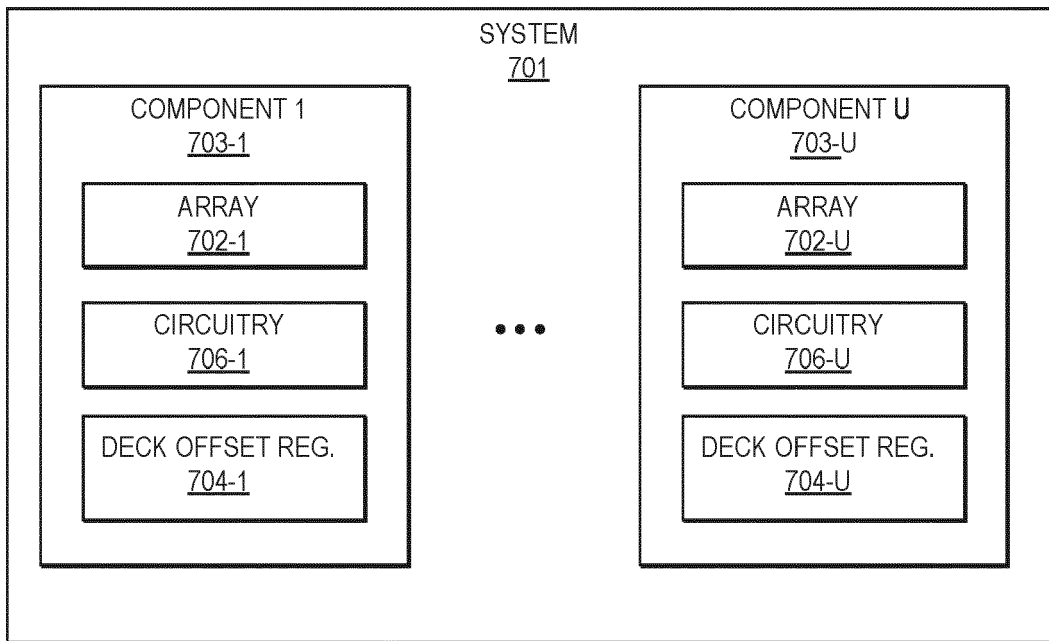 SYSTEM
701
COMPONENT 1
703-1
ARRAY
702-1
CIRCUITRY
706-1
DECK OFFSET REG.
704-1
COMPONENT U
703-U
ARRAY
702-U
CIRCUITRY
706-U
DECK OFFSET REG.
704-U